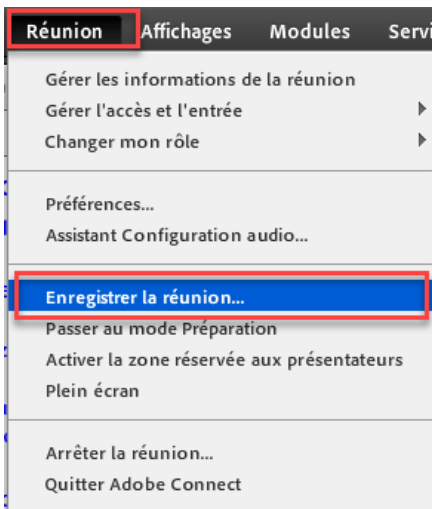 Réunion Affichages Modules Servi
Gérer les informations de la réunion
Gérer l'accès et l'entrée
Changer mon rôle
Préférences...
Assistant Configuration audio...
Enregistrer la réunion...
Passer au mode Préparation
Activer la zone réservée aux présentateurs
Plein écran
Arrêter la réunion...
Quitter Adobe Connect